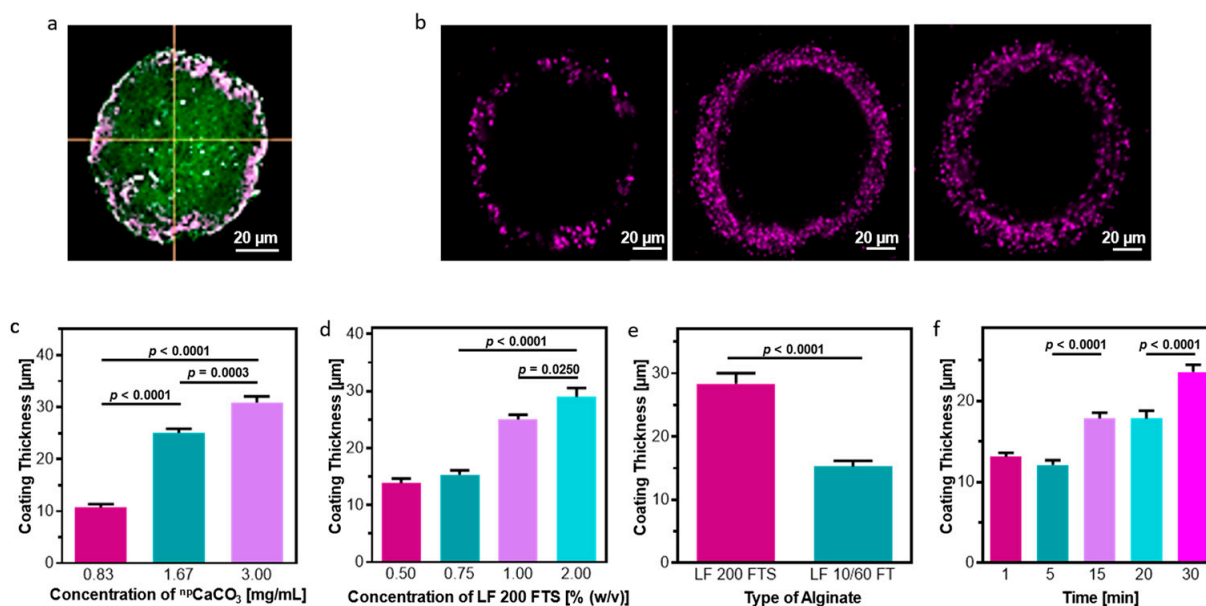 a
b
20 µm
20 µm
20 µm
20 µm
c
Coating Thickness [µm]
40
30
20
10
0
p < 0.0001
p = 0.0003
p < 0.0001
0.83 1.67 3.00
Concentration of npCaCO3 [mg/mL]
d
Coating Thickness [µm]
40
30
20
10
0
p < 0.0001
p = 0.0250
0.50 0.75 1.00 2.00
Concentration of LF 200 FTS [% (w/v)]
e
Coating Thickness [µm]
30
20
10
0
p < 0.0001
LF 200 FTS LF 10/60 FT
Type of Alginate
f
Coating Thickness [µm]
20
10
0
p < 0.0001 p < 0.0001
1 5 15 20 30
Time [min]